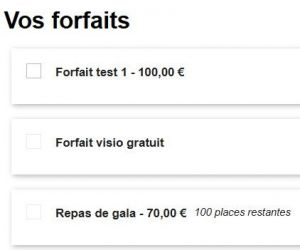 Vos forfaits
Forfait test 1 - 100,00 €
Forfait visio gratuit
Repas de gala - 70,00 € 100 places restantes